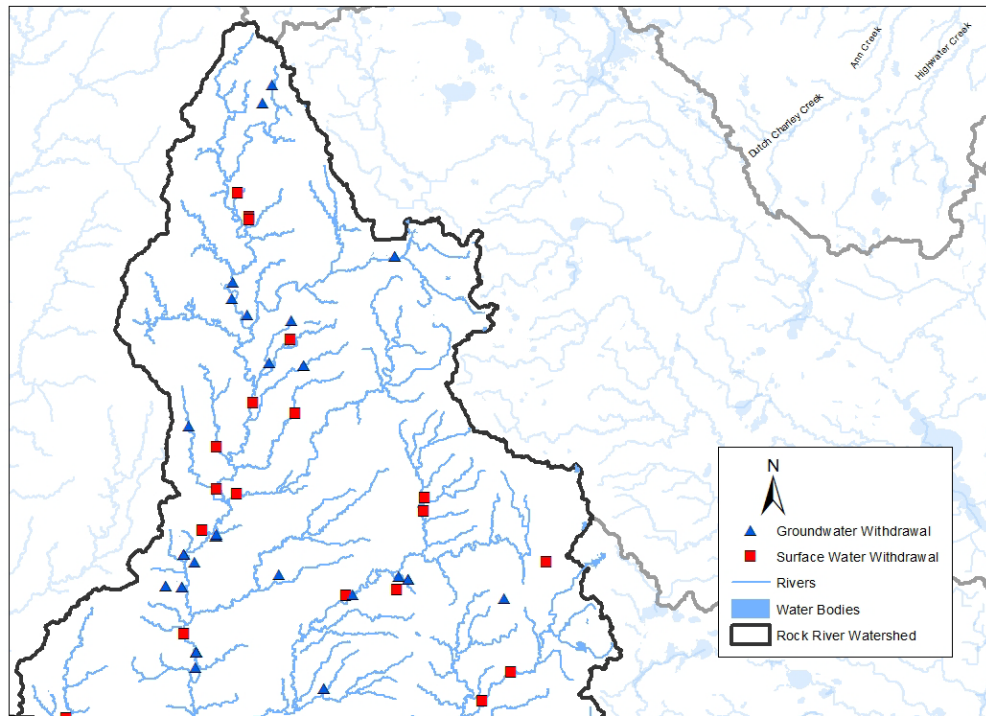 Ann Creek
Highwater Creek
Dutch Charley Creek
N
Groundwater Withdrawal
Surface Water Withdrawal
Rivers
Water Bodies
Rock River Watershed